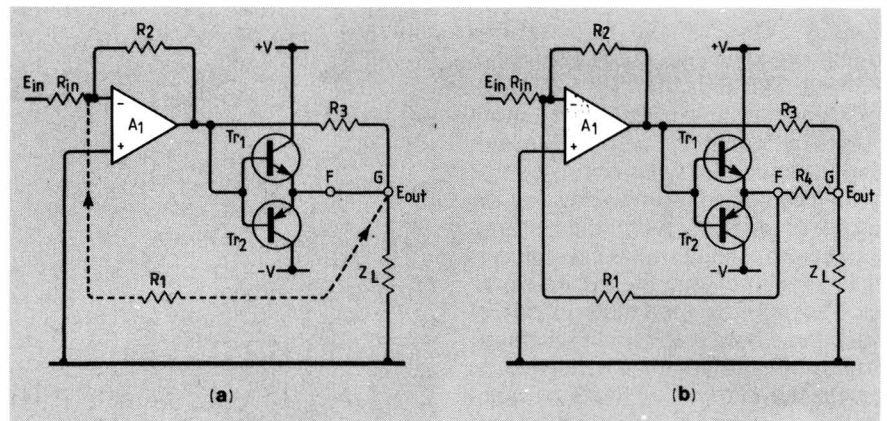 R2
+V
Ein Rin
−
A1
+
R3
Tr1
F
G
Eout
Tr2
−V
ZL
R1
(a)
R2
+V
Ein Rin
−
A1
+
R3
Tr1
F
R4
G
Eout
Tr2
−V
ZL
R1
(b)